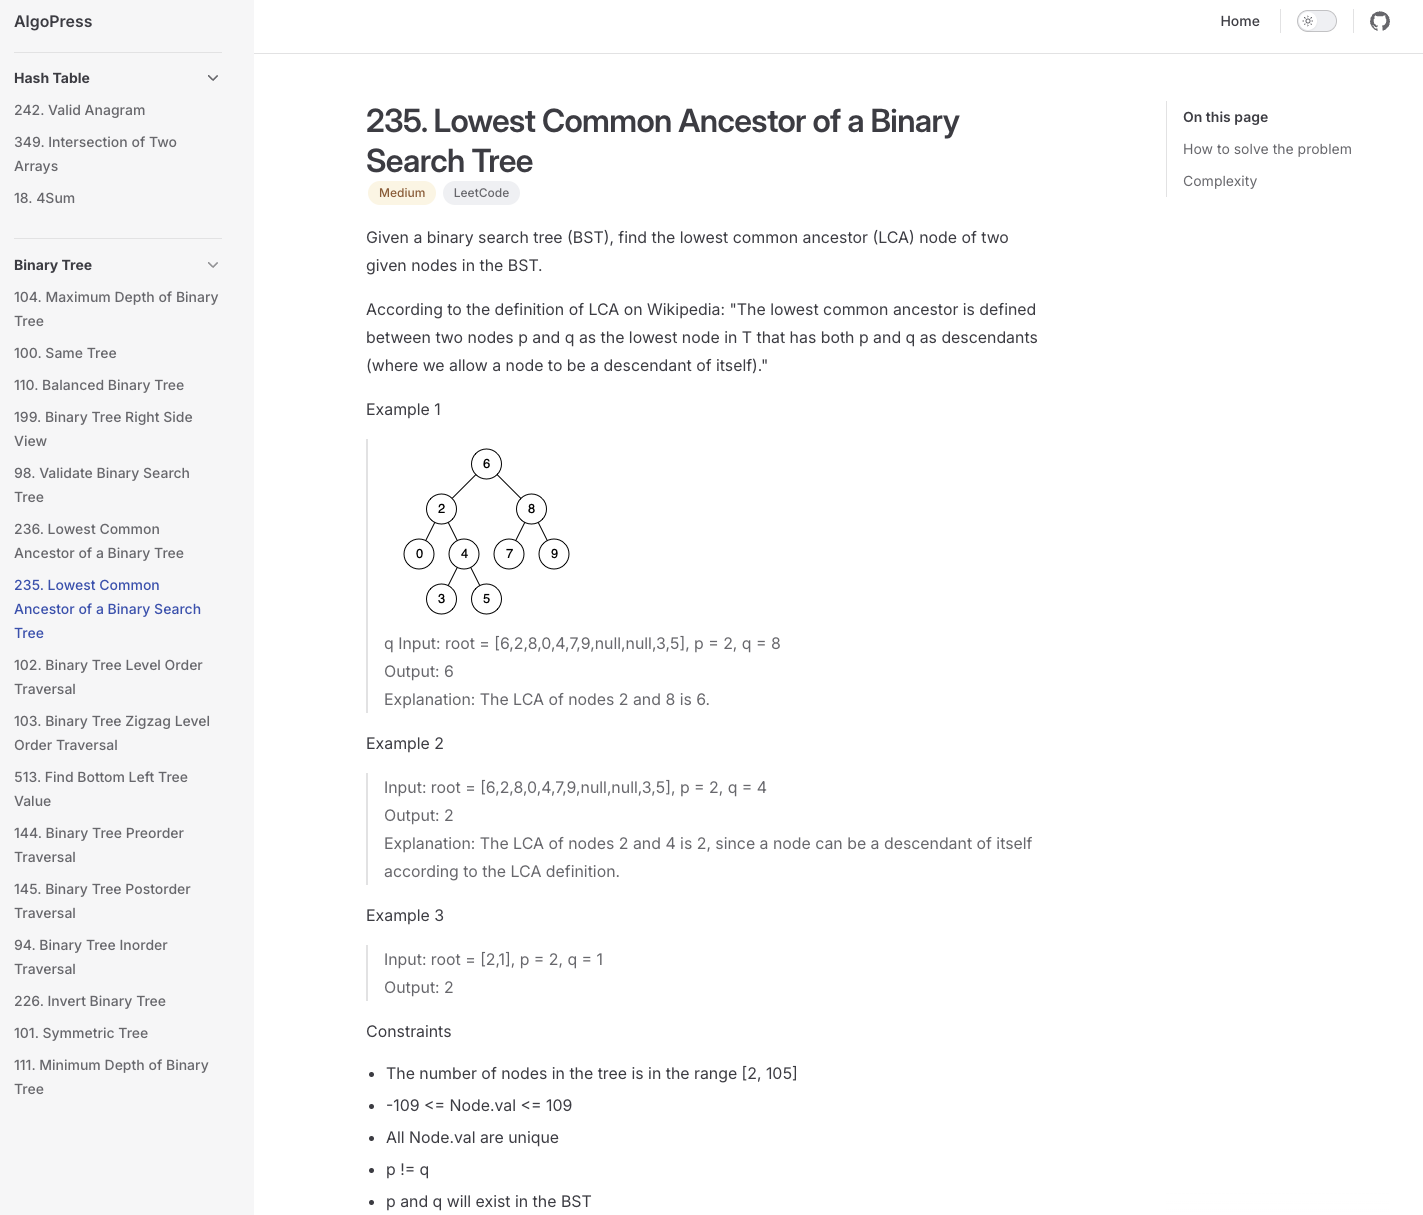 AlgoPress
Hash Table
242. Valid Anagram
349. Intersection of Two
Arrays
18. 4Sum
Binary Tree
104. Maximum Depth of Binary
Tree
100. Same Tree
110. Balanced Binary Tree
199. Binary Tree Right Side
View
98. Validate Binary Search
Tree
236. Lowest Common
Ancestor of a Binary Tree
235. Lowest Common
Ancestor of a Binary Search
Tree
102. Binary Tree Level Order
Traversal
103. Binary Tree Zigzag Level
Order Traversal
513. Find Bottom Left Tree
Value
144. Binary Tree Preorder
Traversal
145. Binary Tree Postorder
Traversal
94. Binary Tree Inorder
Traversal
226. Invert Binary Tree
101. Symmetric Tree
111. Minimum Depth of Binary
Tree
Home
235. Lowest Common Ancestor of a Binary
Search Tree
Medium LeetCode
Given a binary search tree (BST), find the lowest common ancestor (LCA) node of two
given nodes in the BST.
According to the definition of LCA on Wikipedia: "The lowest common ancestor is defined
between two nodes p and q as the lowest node in T that has both p and q as descendants
(where we allow a node to be a descendant of itself)."
Example 1
6
2 8
0 4 7 9
3 5
q Input: root = [6,2,8,0,4,7,9,null,null,3,5], p = 2, q = 8
Output: 6
Explanation: The LCA of nodes 2 and 8 is 6.
Example 2
Input: root = [6,2,8,0,4,7,9,null,null,3,5], p = 2, q = 4
Output: 2
Explanation: The LCA of nodes 2 and 4 is 2, since a node can be a descendant of itself
according to the LCA definition.
Example 3
Input: root = [2,1], p = 2, q = 1
Output: 2
Constraints
• The number of nodes in the tree is in the range [2, 105]
• -109 <= Node.val <= 109
• All Node.val are unique
• p != q
• p and q will exist in the BST
On this page
How to solve the problem
Complexity